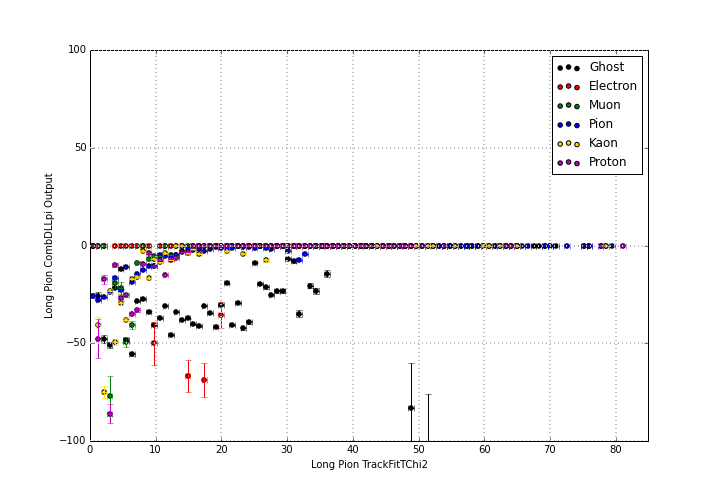 100
50
0
−50
−100
Long Pion CombDLLpi Output
Ghost
Electron
Muon
Pion
Kaon
Proton
0 10 20 30 40 50 60 70 80
Long Pion TrackFitTChi2